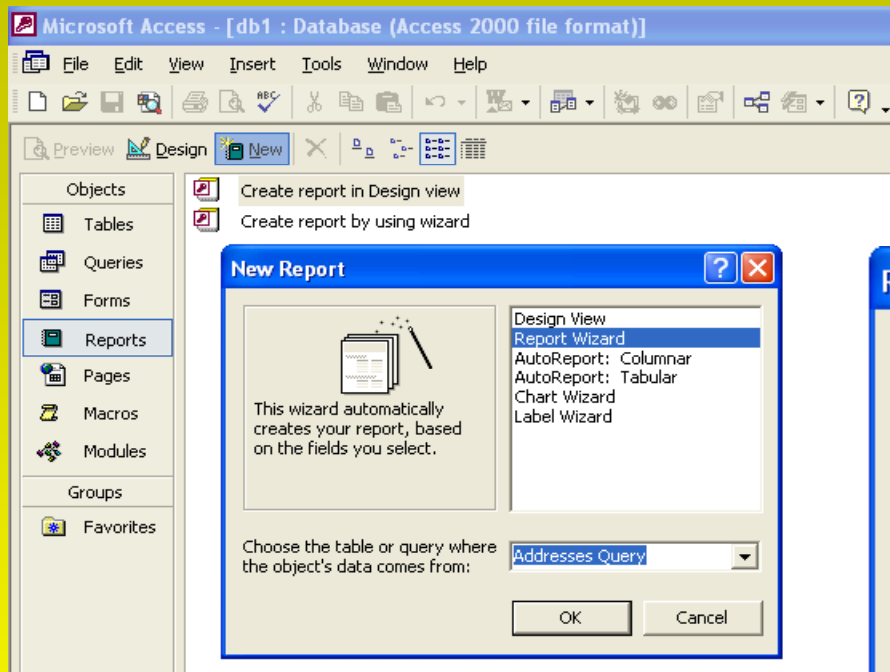 Microsoft Access - [db1 : Database (Access 2000 file format)]
File Edit View Insert Tools Window Help
ABC
W
Preview Design New
Objects
Tables
Queries
Forms
Reports
Pages
Macros
Modules
Groups
Favorites
Create report in Design view
Create report by using wizard
New Report
This wizard automatically
creates your report, based
on the fields you select.
Design View
Report Wizard
AutoReport: Columnar
AutoReport: Tabular
Chart Wizard
Label Wizard
Choose the table or query where
the object's data comes from:
Addresses Query
OK Cancel